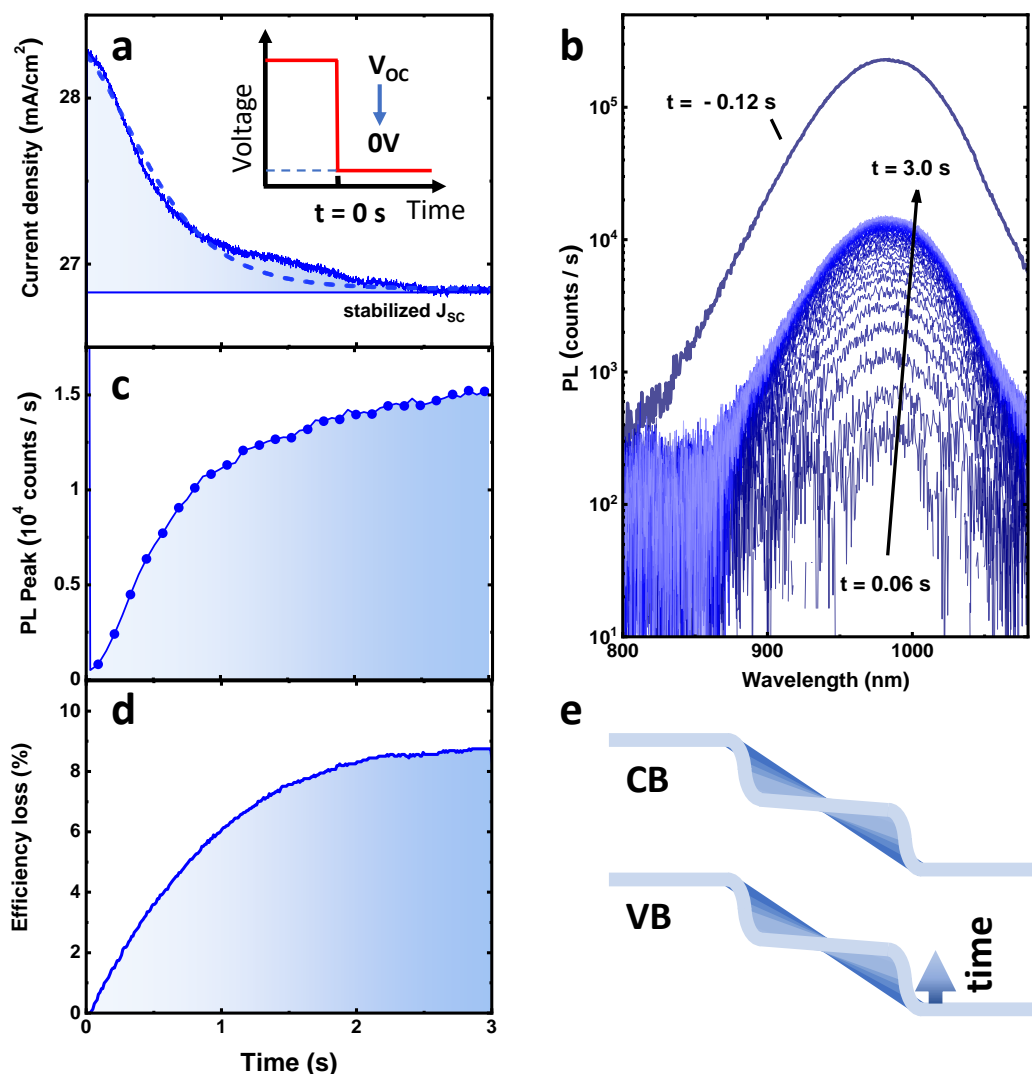 a
Current density (mA/cm²)
28
27
Voltage
V_OC
0V
t = 0 s
Time
stabilized J_SC
b
PL (counts / s)
10⁵
10⁴
10³
10²
10¹
t = - 0.12 s
t = 3.0 s
t = 0.06 s
800
900
1000
Wavelength (nm)
c
PL Peak (10⁴ counts / s)
1.5
1
0.5
0
d
Efficiency loss (%)
10
8
6
4
2
0
0
1
2
3
Time (s)
e
CB
VB
time